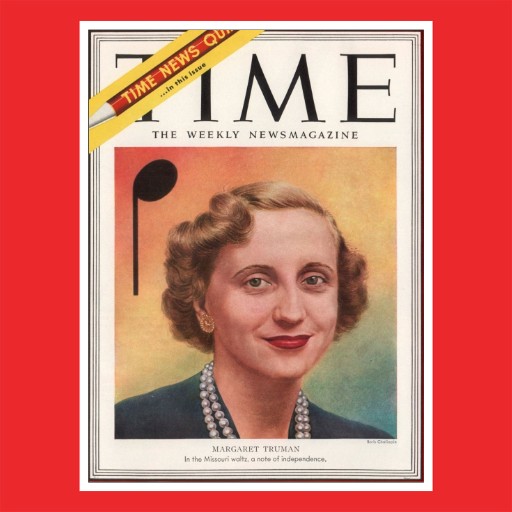 TIME NEWS QUI
...in this issue
TIME
THE WEEKLY NEWSMAGAZINE
MARGARET TRUMAN
In the Missouri waltz, a note of independence.